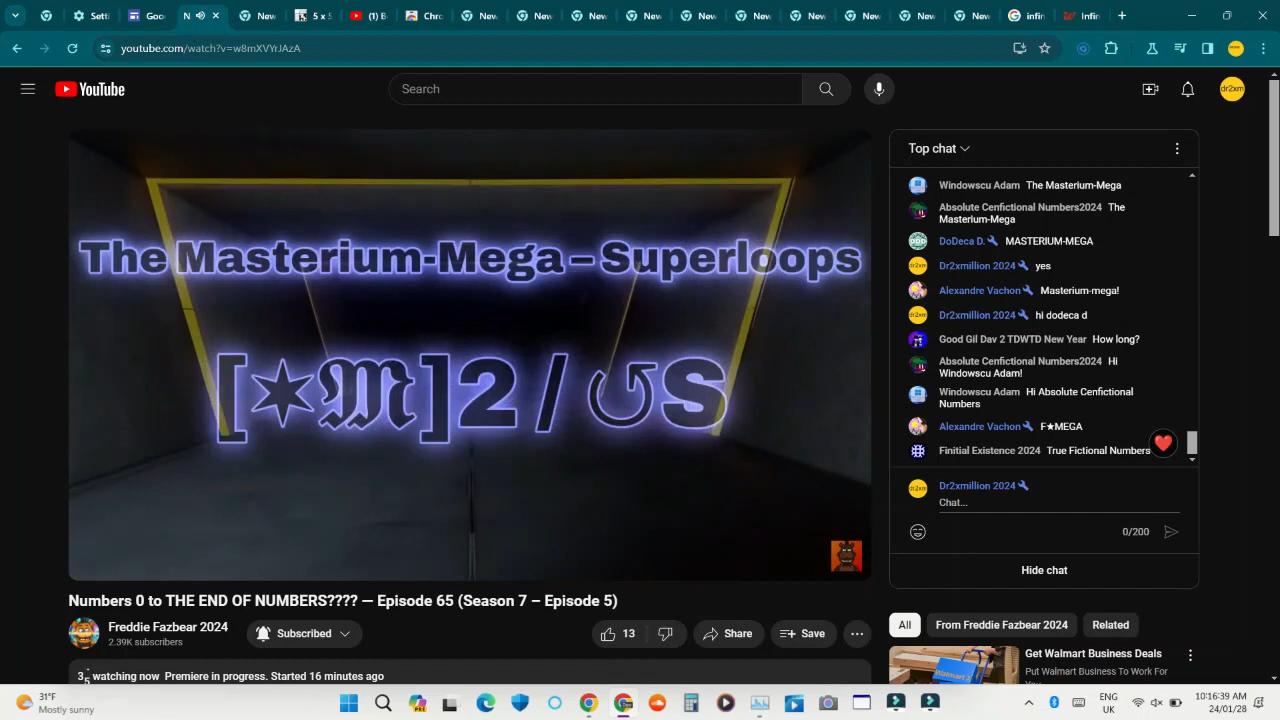 Setti
Goo
N
New
5 x 5
(1) B
Chro
New
New
New
New
New
New
New
New
New
New
infin
Infin
youtube.com/watch?v=w8mXVYrJAzA
YouTube
Search
dr2xm
The Masterium-Mega – Superloops
[✶𝔐]2 / ↺S
Top chat
Windowscu Adam The Masterium-Mega
Absolute Cenfictional Numbers2024 The
Masterium-Mega
DoDeca D. MASTERIUM-MEGA
Dr2xmillion 2024 yes
Alexandre Vachon Masterium-mega!
Dr2xmillion 2024 hi dodeca d
Good Gil Dav 2 TDWTD New Year How long?
Absolute Cenfictional Numbers2024 Hi
Windowscu Adam!
Windowscu Adam Hi Absolute Cenfictional
Numbers
Alexandre Vachon F★MEGA
Finitial Existence 2024 True Fictional Numbers
Dr2xmillion 2024
Chat...
0/200
Hide chat
Numbers 0 to THE END OF NUMBERS???? — Episode 65 (Season 7 – Episode 5)
Freddie Fazbear 2024
2.39K subscribers
Subscribed
13
Share
Save
watching now Premiere in progress. Started 16 minutes ago
All
From Freddie Fazbear 2024
Related
Get Walmart Business Deals
Put Walmart Business To Work For
31°F
Mostly sunny
PRE
ENG
UK
10:16:39 AM
24/01/28